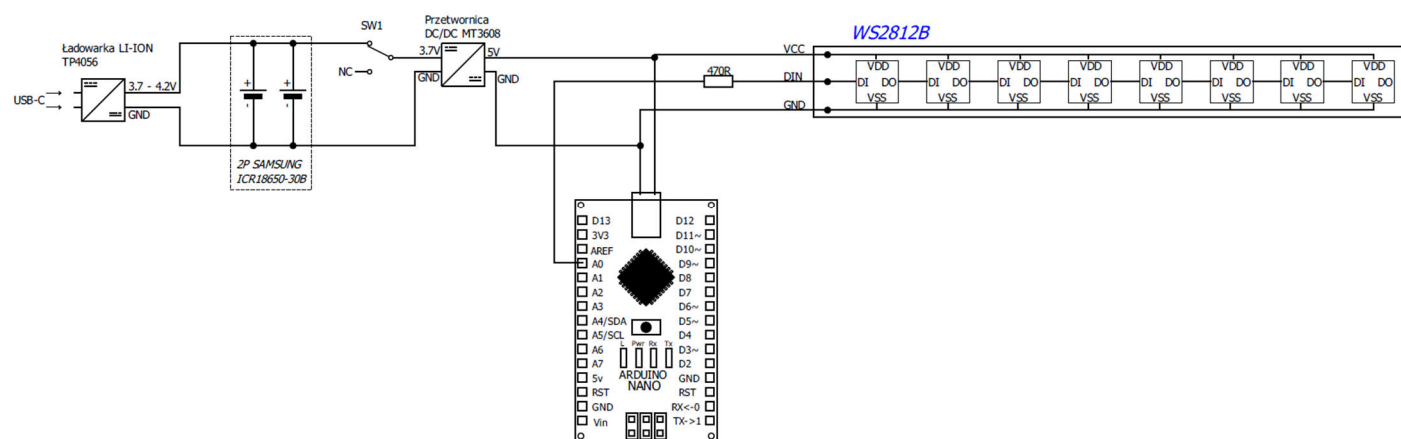 Ładowarka LI-ION
TP4056
USB-C
3.7 - 4.2V
GND
2P SAMSUNG
ICR18650-30B
SW1
NC
Przetwornica
DC/DC MT3608
3.7V
5V
GND
GND
470R
WS2812B
VCC
DIN
GND
VDD
DI DO
VSS
VDD
DI DO
VSS
VDD
DI DO
VSS
VDD
DI DO
VSS
VDD
DI DO
VSS
VDD
DI DO
VSS
VDD
DI DO
VSS
VDD
DI DO
VSS
D13 D12
3V3 D11~
AREF D10~
A0 D9~
A1 D8
A2 D7
A3 D6~
A4/SDA D5~
A5/SCL D4
L Pwr Rx Tx
A6 D3~
A7 D2
ARDUINO
NANO
5v GND
RST RST
GND RX<-0
Vin TX->1